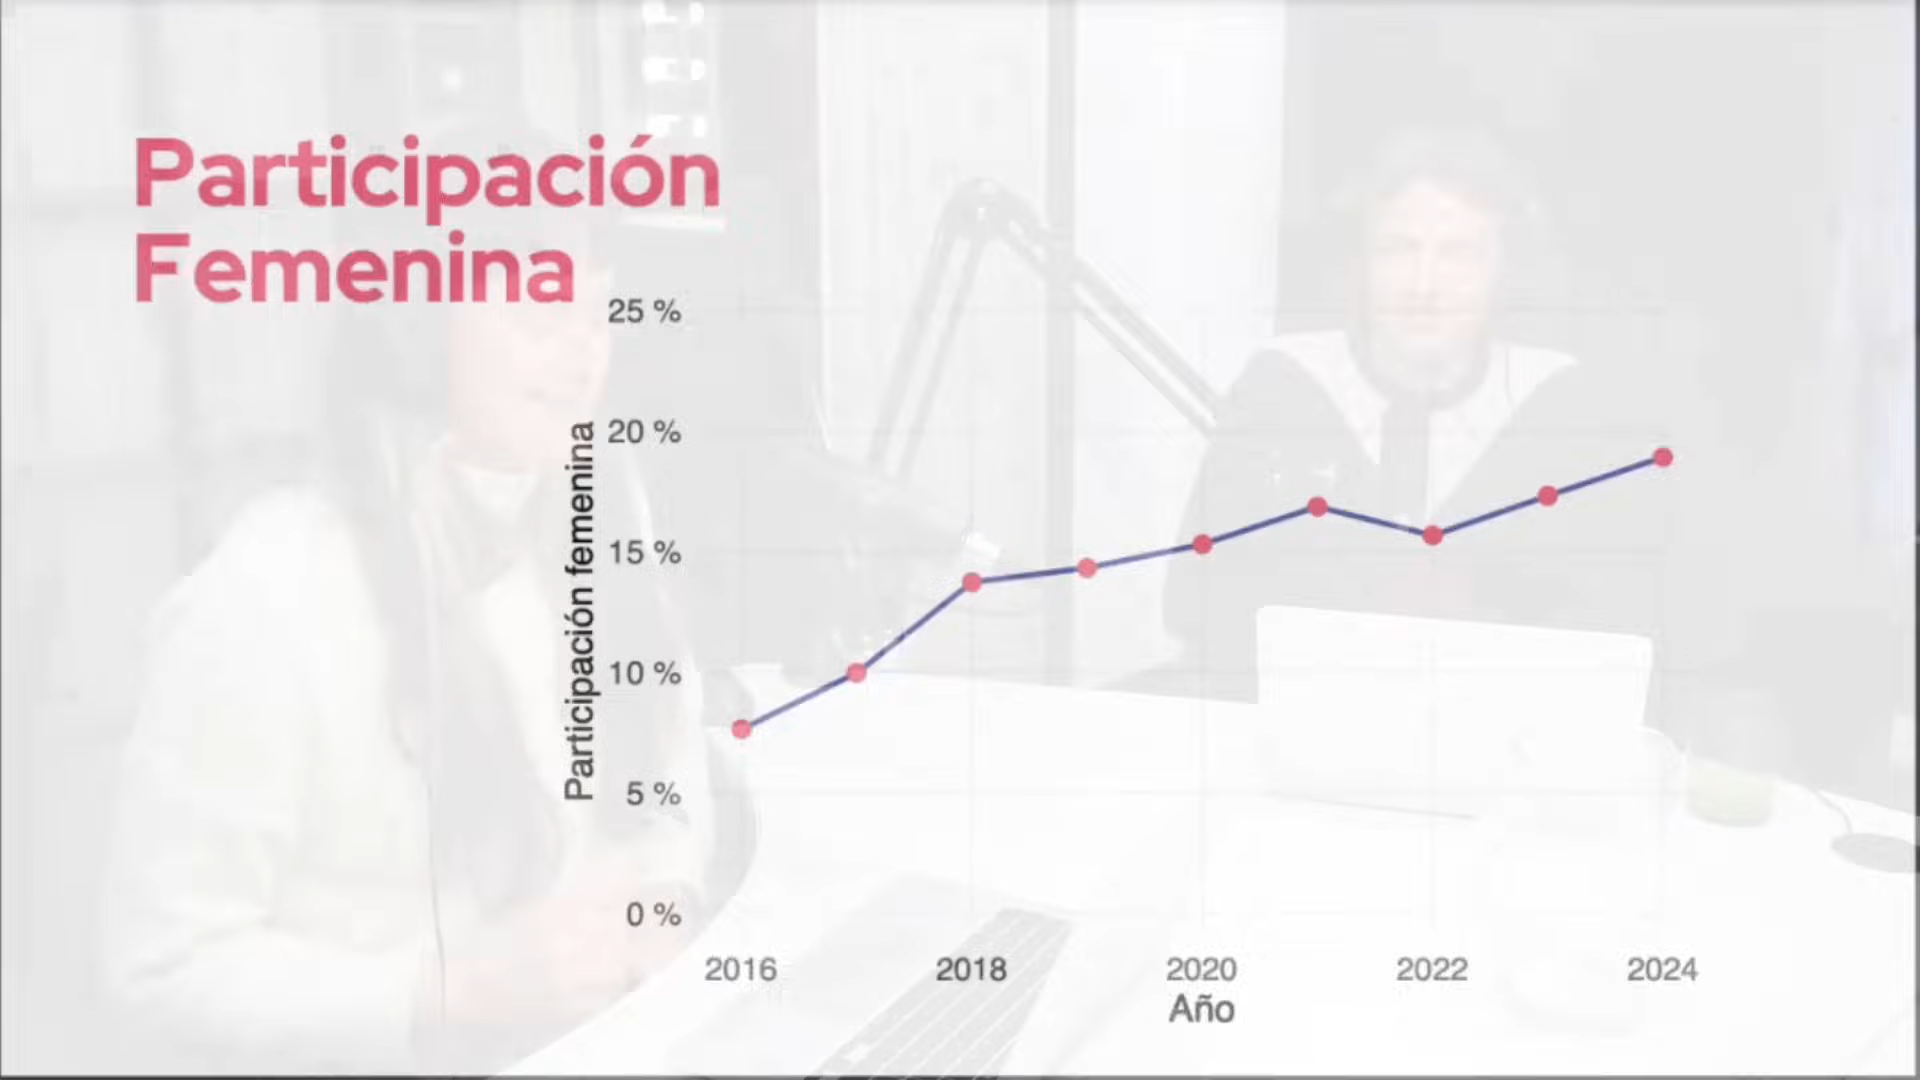 Participación
Femenina
25 %
20 %
15 %
10 %
5 %
0 %
Participación femenina
2016 2018 2020 2022 2024
Año